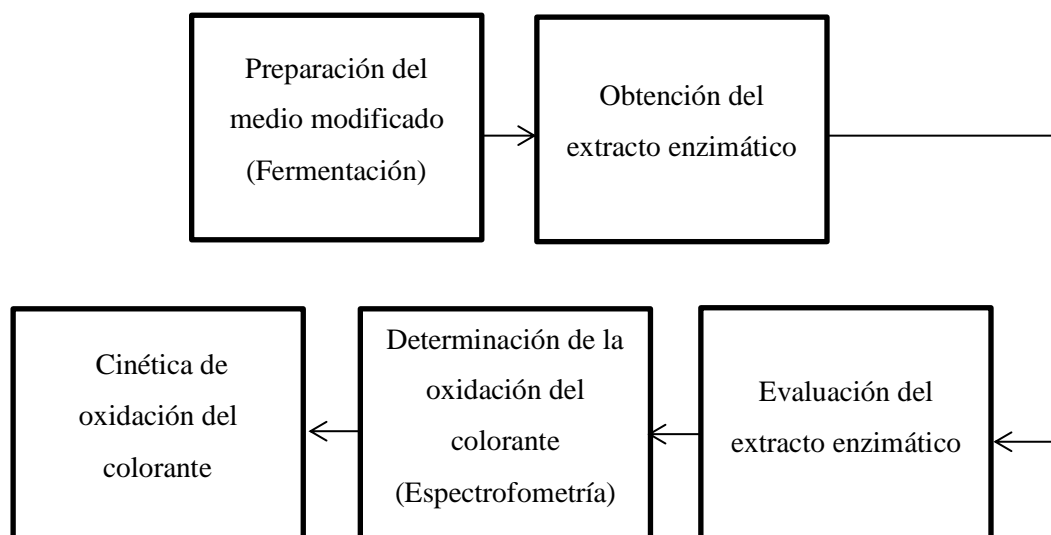 Preparación del
medio modificado
(Fermentación)
Obtención del
extracto enzimático
Evaluación del
extracto enzimático
Determinación de la
oxidación del
colorante
(Espectrofometría)
Cinética de
oxidación del
colorante